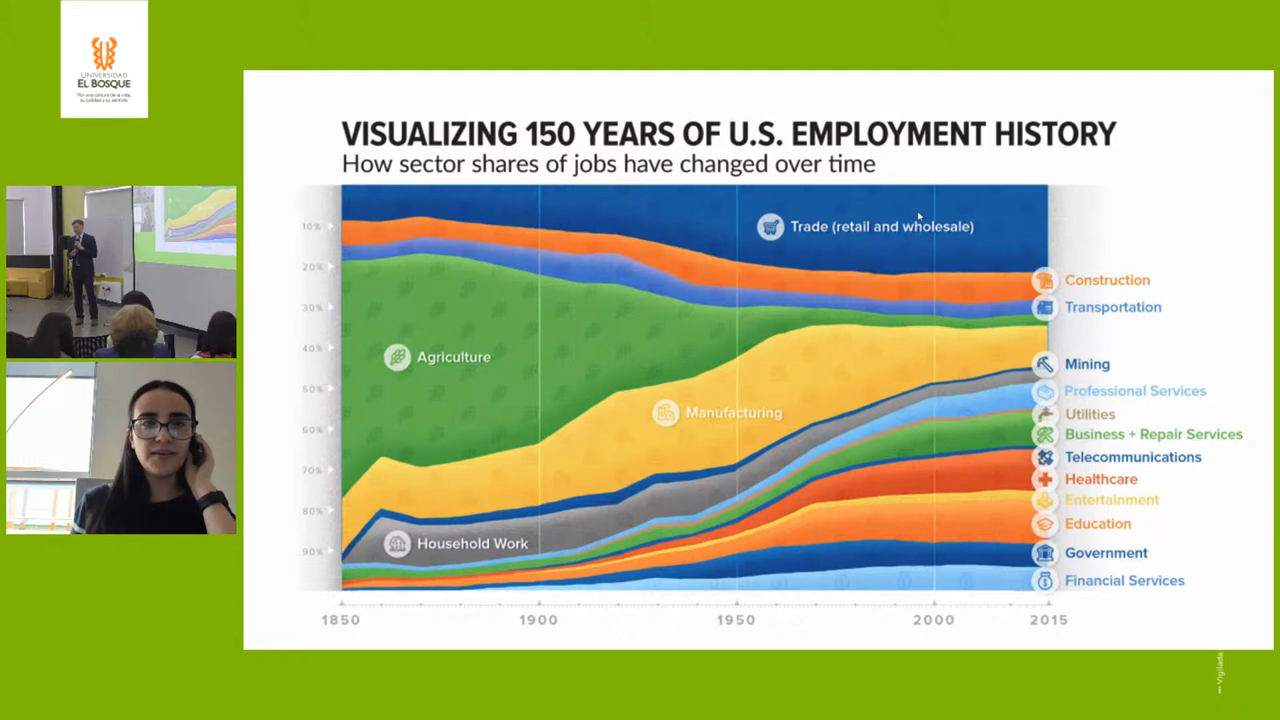 UNIVERSIDAD
EL BOSQUE
Por una cultura de la vida,
su calidad y su sentido.
VISUALIZING 150 YEARS OF U.S. EMPLOYMENT HISTORY
How sector shares of jobs have changed over time
10%
20%
30%
40%
50%
60%
70%
80%
90%
Trade (retail and wholesale)
Agriculture
Manufacturing
Household Work
Construction
Transportation
Mining
Professional Services
Utilities
Business + Repair Services
Telecommunications
Healthcare
Entertainment
Education
Government
Financial Services
1850
1900
1950
2000
2015
Vigilada